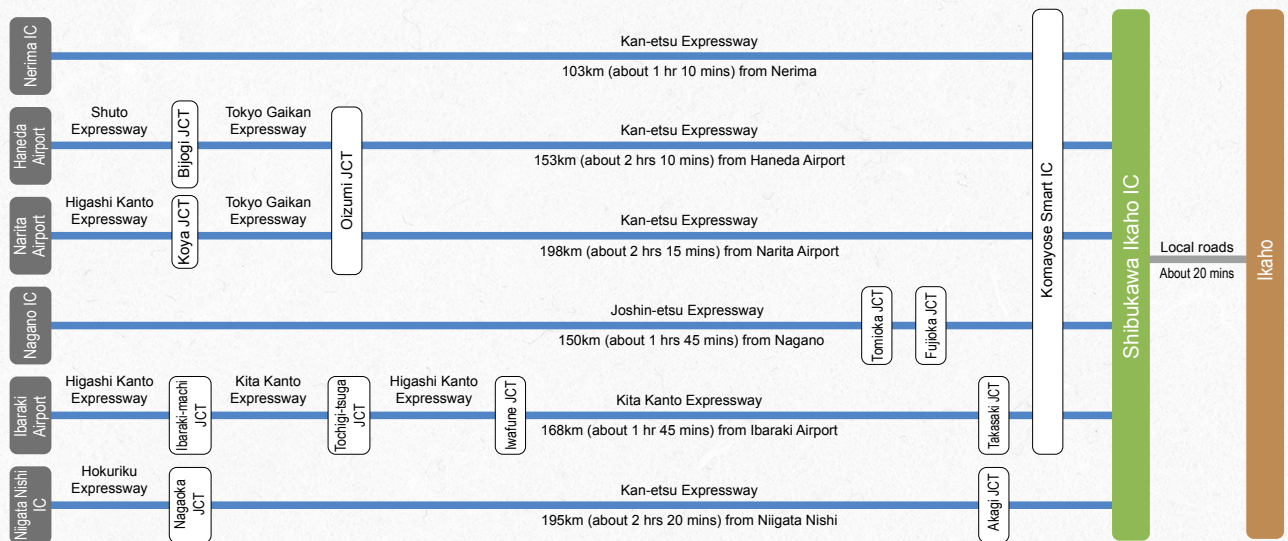 Nerima IC
Kan-etsu Expressway
103km (about 1 hr 10 mins) from Nerima
Haneda
Airport
Shuto
Expressway
Bijogi JCT
Tokyo Gaikan
Expressway
Oizumi JCT
Kan-etsu Expressway
153km (about 2 hrs 10 mins) from Haneda Airport
Narita
Airport
Higashi Kanto
Expressway
Koya JCT
Tokyo Gaikan
Expressway
Kan-etsu Expressway
198km (about 2 hrs 15 mins) from Narita Airport
Nagano IC
Joshin-etsu Expressway
150km (about 1 hr 45 mins) from Nagano
Tomioka JCT
Fujioka JCT
Ibaraki
Airport
Higashi Kanto
Expressway
Ibaraki-machi
JCT
Kita Kanto
Expressway
Tochigi-tsuga
JCT
Higashi Kanto
Expressway
Iwafune JCT
Kita Kanto Expressway
168km (about 1 hr 45 mins) from Ibaraki Airport
Takasaki JCT
Niigata Nishi
IC
Hokuriku
Expressway
Nagaoka
JCT
Kan-etsu Expressway
195km (about 2 hrs 20 mins) from Niigata Nishi
Akagi JCT
Komayose Smart IC
Shibukawa Ikaho IC
Local roads
About 20 mins
Ikaho